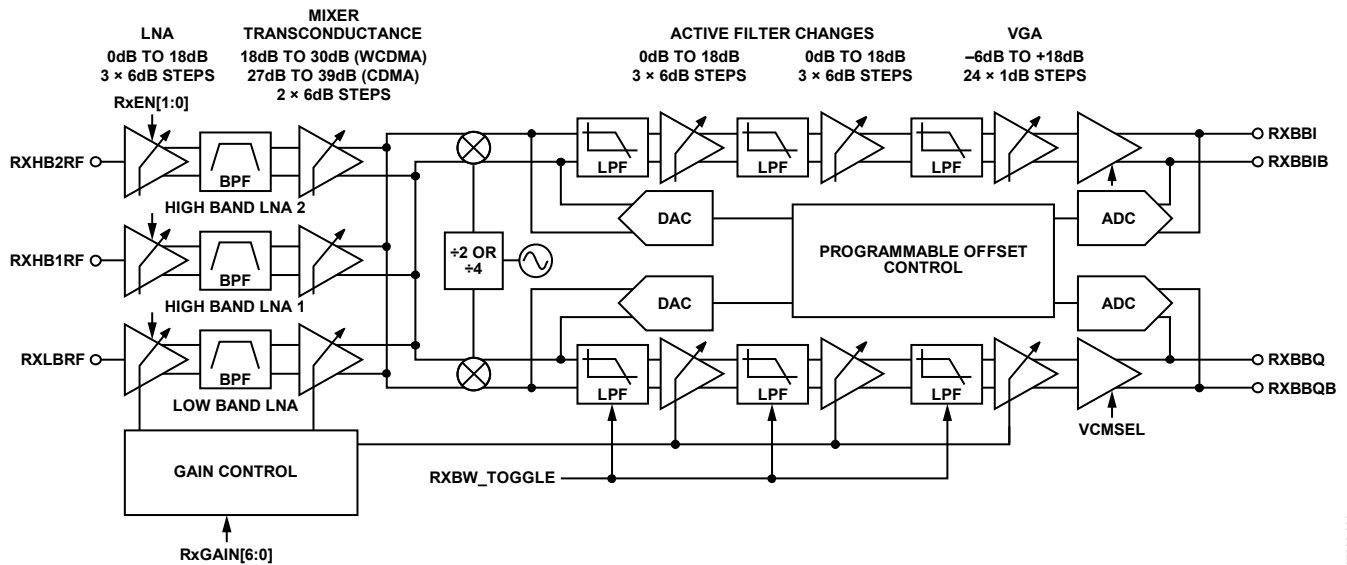 LNA
0dB TO 18dB
3 × 6dB STEPS
RxEN[1:0]
MIXER
TRANSCONDUCTANCE
18dB TO 30dB (WCDMA)
27dB TO 39dB (CDMA)
2 × 6dB STEPS
ACTIVE FILTER CHANGES
0dB TO 18dB
3 × 6dB STEPS
0dB TO 18dB
3 × 6dB STEPS
VGA
–6dB TO +18dB
24 × 1dB STEPS
RXHB2RF
BPF
HIGH BAND LNA 2
LPF
LPF
LPF
RXBBI
RXBBIB
RXHB1RF
BPF
HIGH BAND LNA 1
÷2 OR
÷4
DAC
PROGRAMMABLE OFFSET
CONTROL
ADC
DAC
ADC
RXLBRF
BPF
LOW BAND LNA
LPF
LPF
LPF
RXBBQ
RXBBQB
VCMSEL
GAIN CONTROL
RXBW_TOGGLE
RxGAIN[6:0]